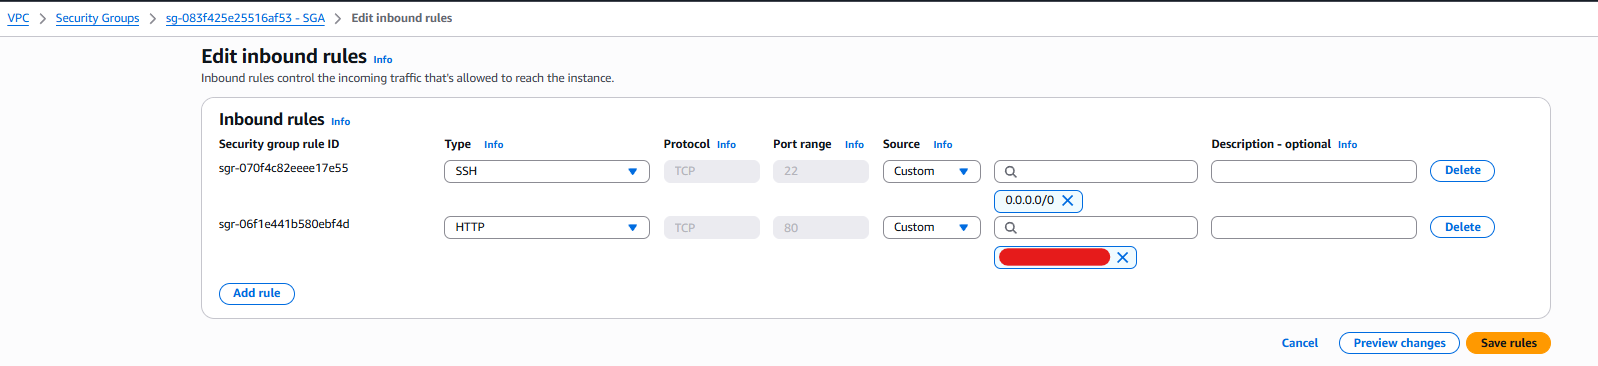 VPC > Security Groups > sg-083f425e25516af53 - SGA > Edit inbound rules
Edit inbound rules Info
Inbound rules control the incoming traffic that's allowed to reach the instance.
Inbound rules Info
Security group rule ID Type Info Protocol Info Port range Info Source Info Description - optional Info
sgr-070f4c82eeee17e55 SSH TCP 22 Custom Delete
0.0.0.0/0
sgr-06f1e441b580ebf4d HTTP TCP 80 Custom Delete
Add rule
Cancel Preview changes Save rules